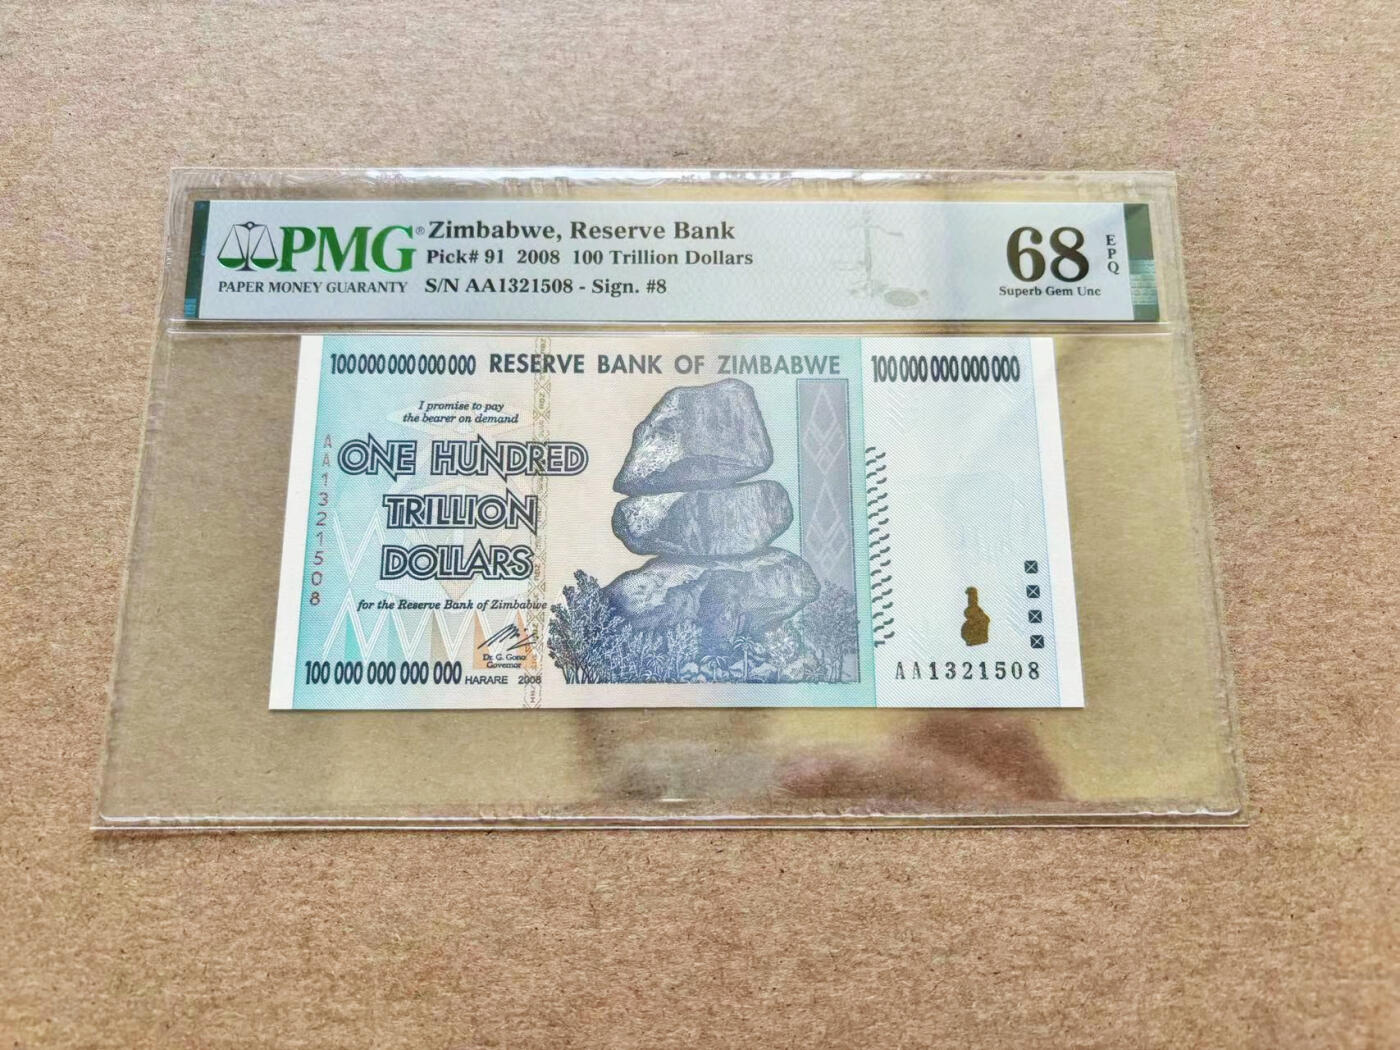 PMG®
PAPER MONEY GUARANTY
Zimbabwe, Reserve Bank
Pick# 91 2008 100 Trillion Dollars
S/N AA1321508 - Sign. #8
68
EPQ
Superb Gem Unc
100 000 000 000 000 RESERVE BANK OF ZIMBABWE 100 000 000 000 000
I promise to pay
the bearer on demand
ONE HUNDRED
TRILLION
DOLLARS
AA1321508
for the Reserve Bank of Zimbabwe
Dr. G. Gono
Governor
100 000 000 000 000 HARARE 2008
AA1321508